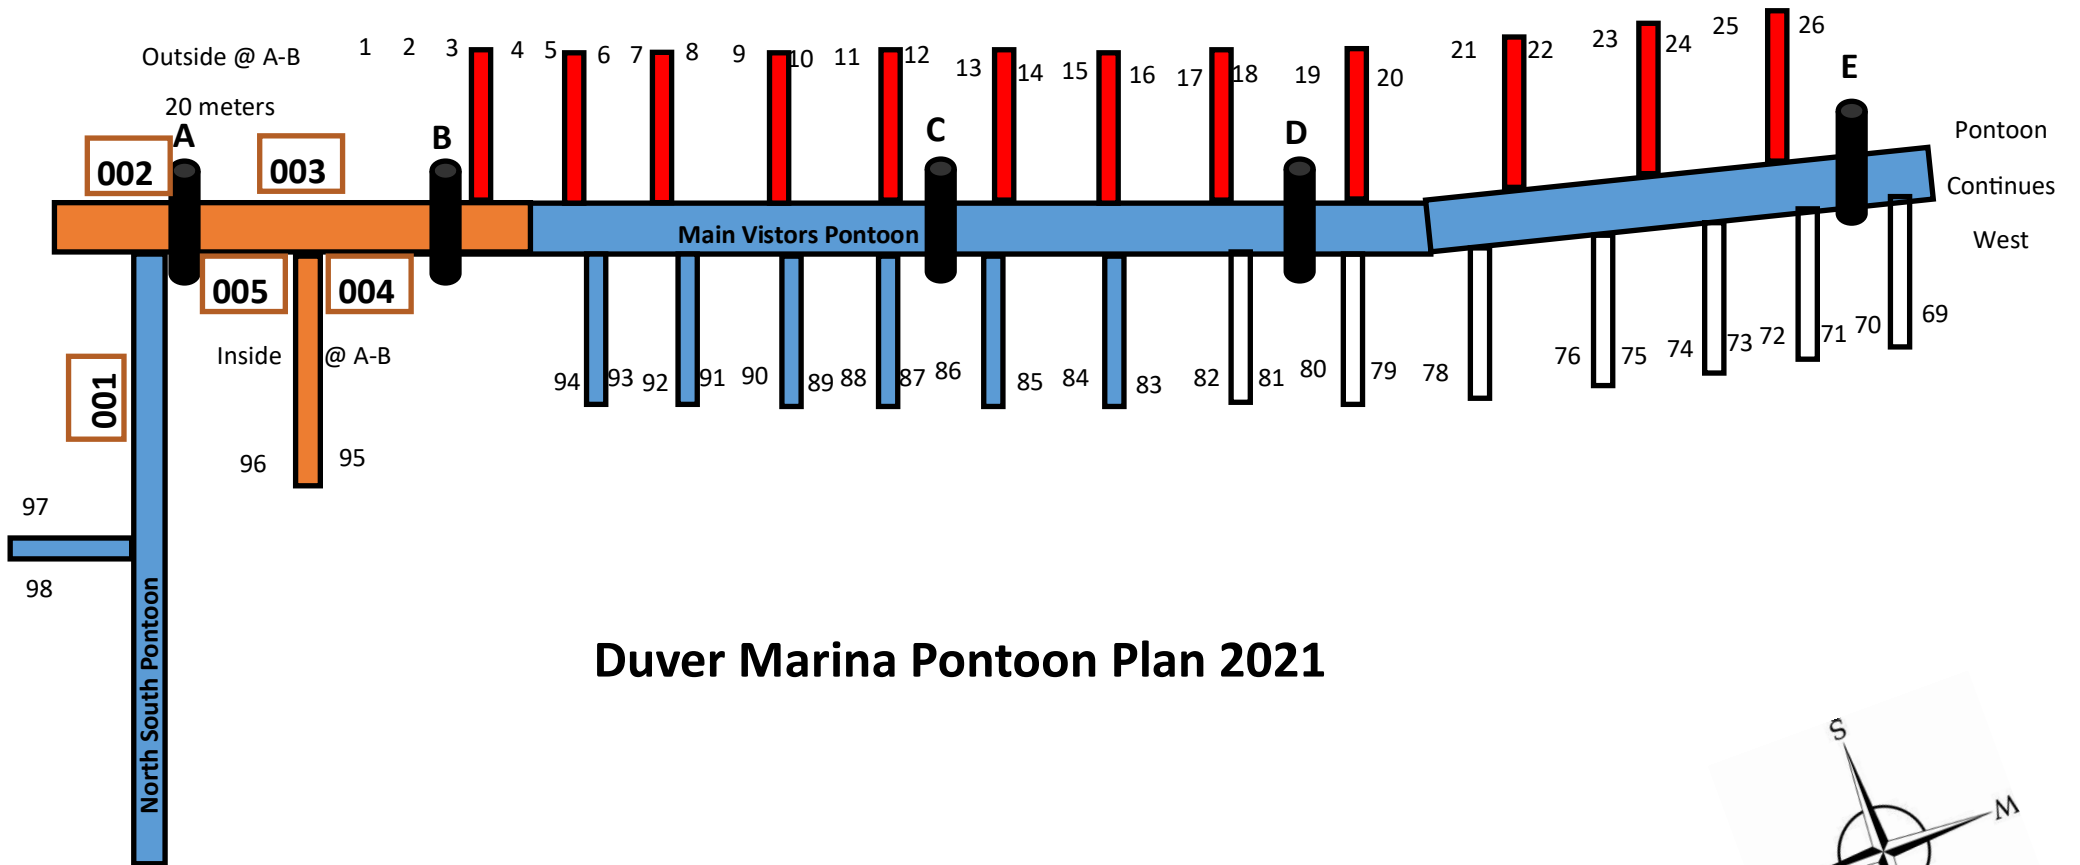 Outside @ A-B
20 meters
1 2 3 4 5 6 7 8 9 10 11 12 13 14 15 16 17 18 19 20 21 22 23 24 25 26
A B C D E
002 003
Pontoon
Continues
West
Main Vistors Pontoon
005 004
Inside @ A-B
001
94 93 92 91 90 89 88 87 86 85 84 83 82 81 80 79 78 76 75 74 73 72 71 70 69
96 95
97
98
North South Pontoon
Duver Marina Pontoon Plan 2021
S
W